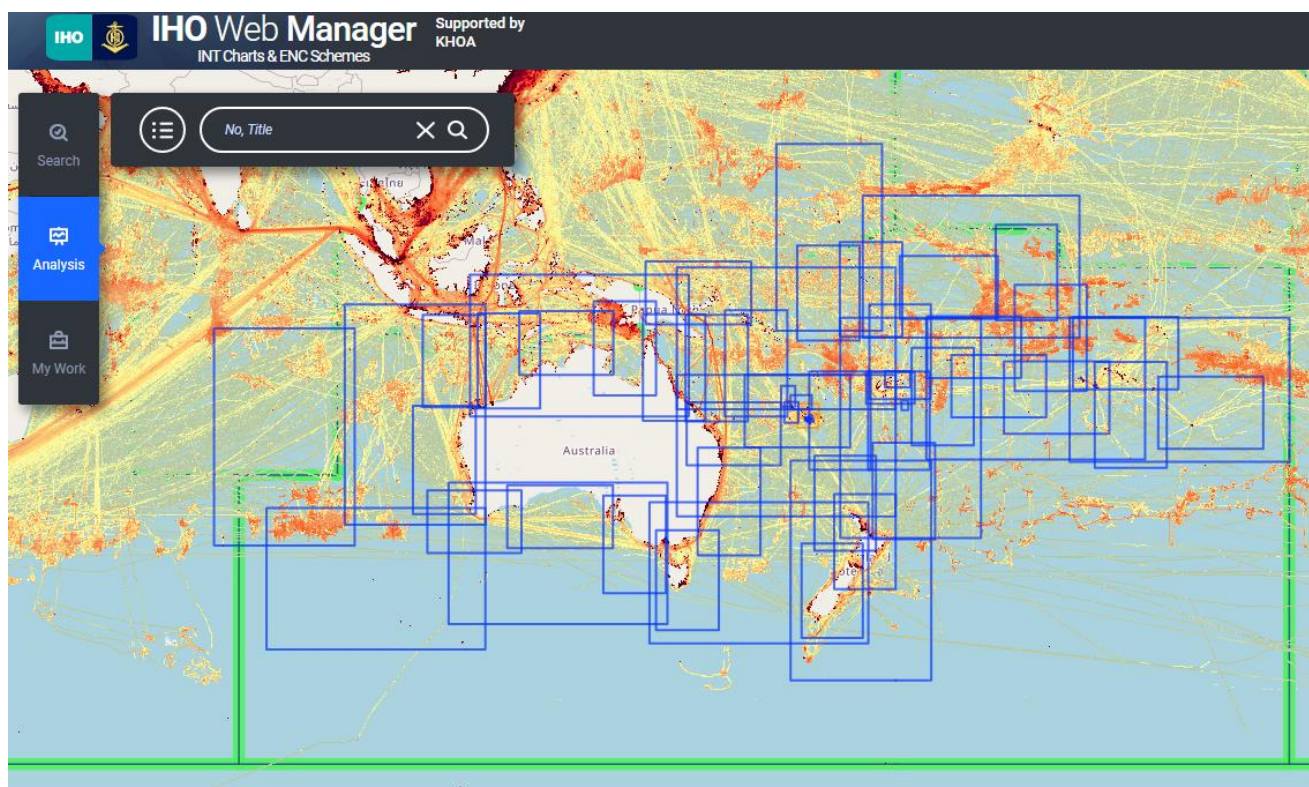 IHO
IHO Web Manager
INT Charts & ENC Schemes
Supported by
KHOA
No, Title
Search
Analysis
My Work
Australia